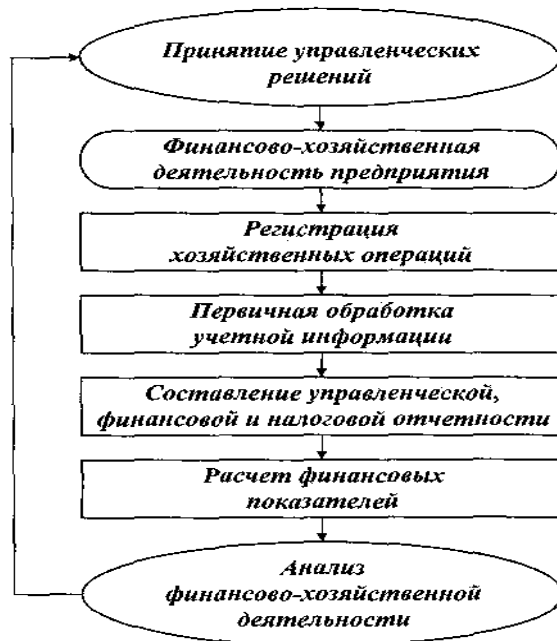 Принятие управленческих
решений
Финансово-хозяйственная
деятельность предприятия
Регистрация
хозяйственных операций
Первичная обработка
учетной информации
Составление управленческой,
финансовой и налоговой отчетности
Расчет финансовых
показателей
Анализ
финансово-хозяйственной
деятельности